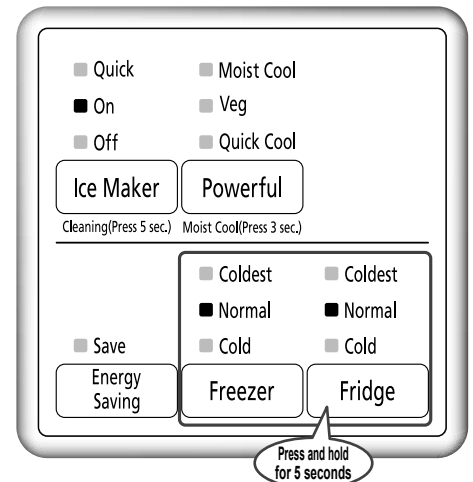 Quick Moist Cool
On Veg
Off Quick Cool
Ice Maker Powerful
Cleaning(Press 5 sec.) Moist Cool(Press 3 sec.)
Coldest Coldest
Normal Normal
Save Cold Cold
Energy
Saving
Freezer Fridge
Press and hold
for 5 seconds